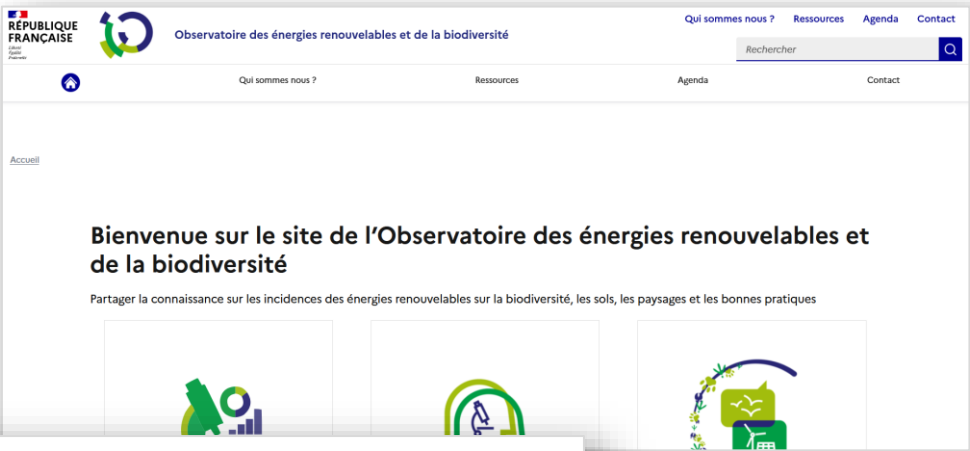 RÉPUBLIQUE
FRANÇAISE
Liberté
Égalité
Fraternité
Observatoire des énergies renouvelables et de la biodiversité
Qui sommes nous ? Ressources Agenda Contact
Rechercher
Qui sommes nous ? Ressources Agenda Contact
Accueil
Bienvenue sur le site de l’Observatoire des énergies renouvelables et
de la biodiversité
Partager la connaissance sur les incidences des énergies renouvelables sur la biodiversité, les sols, les paysages et les bonnes pratiques